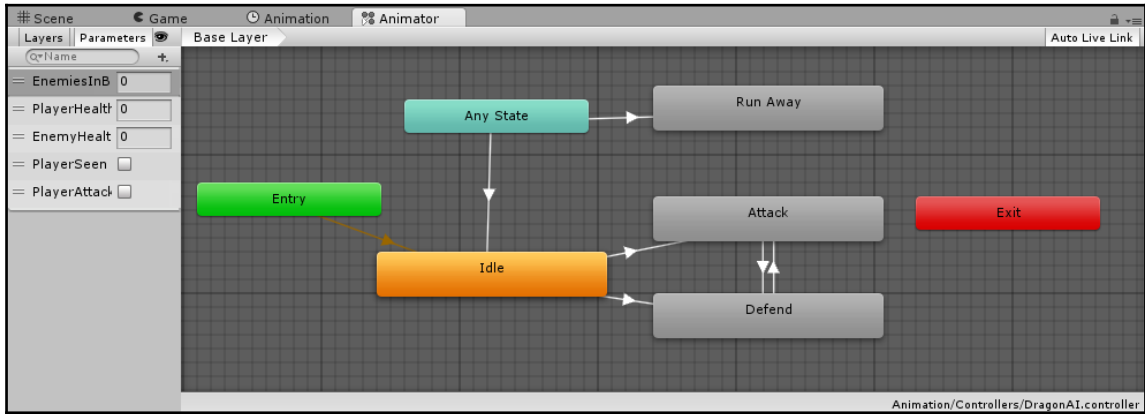 Scene
Game
Animation
Animator
Layers
Parameters
Base Layer
Auto Live Link
Name
EnemiesInB 0
PlayerHealth 0
EnemyHealt 0
PlayerSeen
PlayerAttack
Any State
Run Away
Entry
Attack
Exit
Idle
Defend
Animation/Controllers/DragonAI.controller